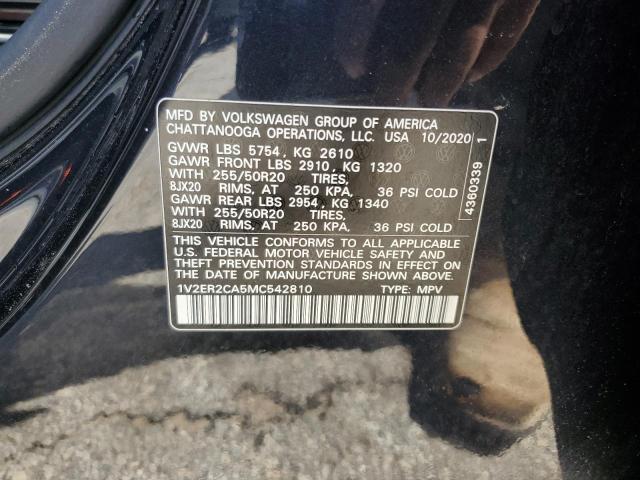 MFD BY VOLKSWAGEN GROUP OF AMERICA
CHATTANOOGA OPERATIONS, LLC. USA 10/2020
GVWR LBS 5754, KG 2610
GAWR FRONT LBS 2910, KG 1320
WITH 255/50R20 TIRES,
8JX20 RIMS, AT 250 KPA, 36 PSI COLD
GAWR REAR LBS 2954, KG 1340
WITH 255/50R20 TIRES,
8JX20 RIMS, AT 250 KPA, 36 PSI COLD
THIS VEHICLE CONFORMS TO ALL APPLICABLE
U.S. FEDERAL MOTOR VEHICLE SAFETY AND
THEFT PREVENTION STANDARDS IN EFFECT ON
THE DATE OF MANUFACTURE SHOWN ABOVE
1V2ER2CA5MC542810 TYPE: MPV
4360339 1